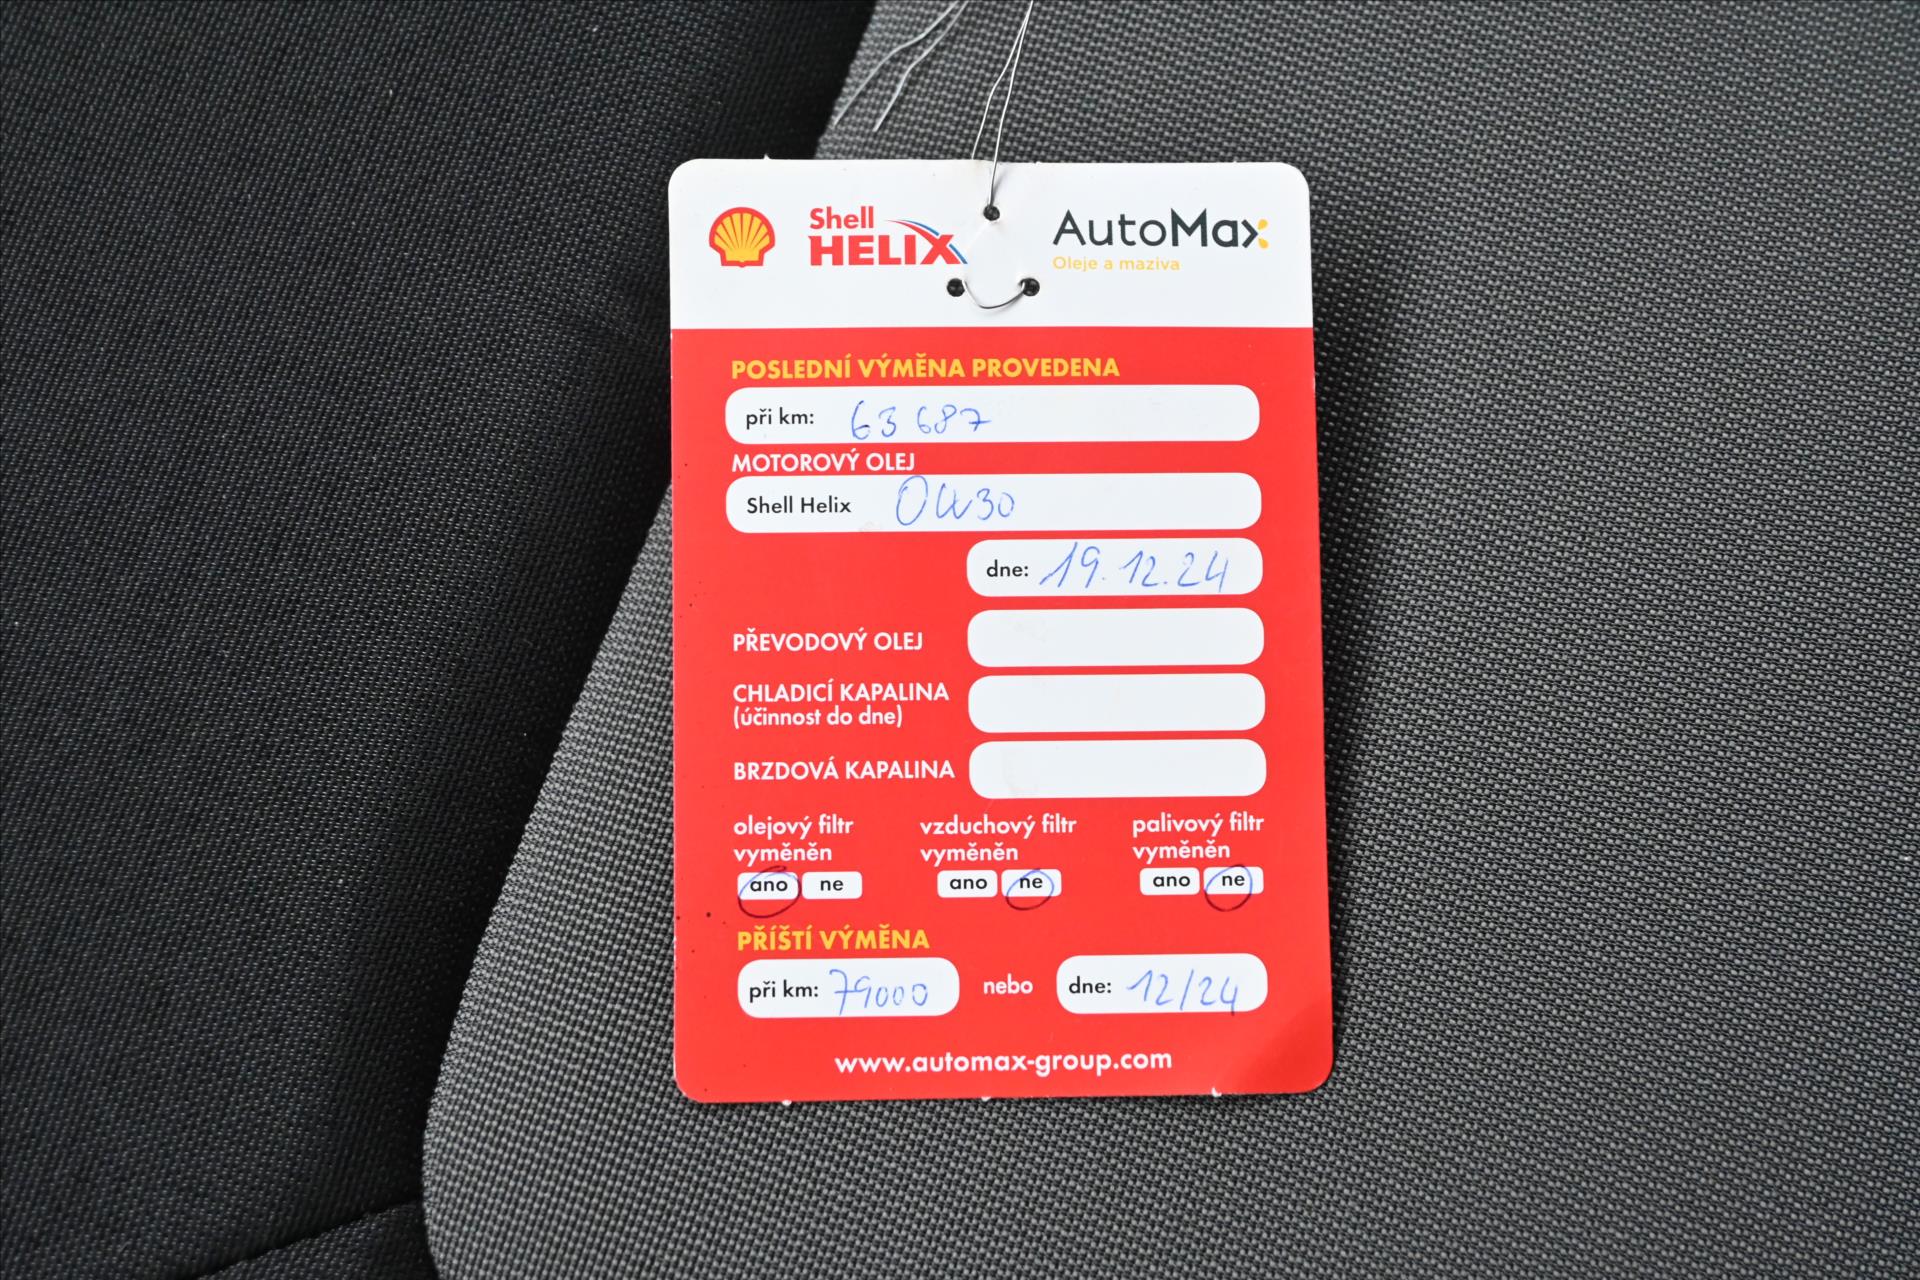 Shell
HELIX
AutoMax
Oleje a maziva
POSLEDNÍ VÝMĚNA PROVEDENA
při km: 63 687
MOTOROVÝ OLEJ
Shell Helix 0W30
dne: 19.12.24
PŘEVODOVÝ OLEJ
CHLADICÍ KAPALINA
(účinnost do dne)
BRZDOVÁ KAPALINA
olejový filtr
vyměněn
ano ne
vzduchový filtr
vyměněn
ano ne
palivový filtr
vyměněn
ano ne
PŘÍŠTÍ VÝMĚNA
při km: 79000 nebo dne: 12/24
www.automax-group.com